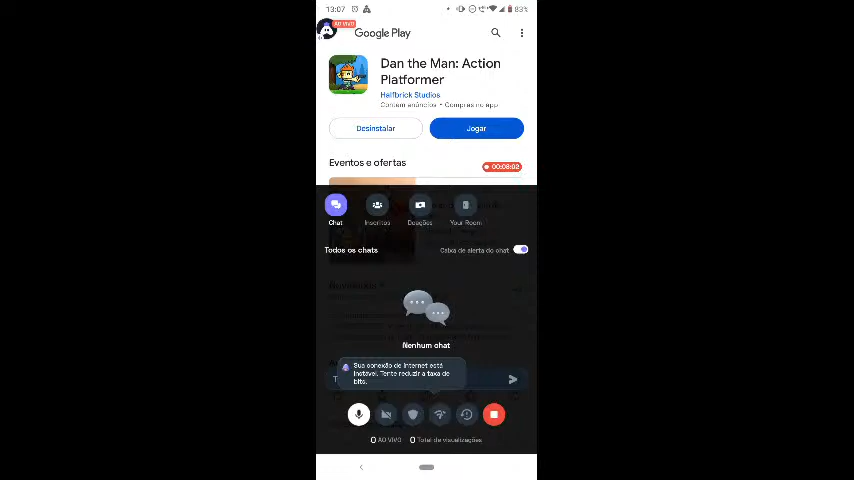 13:07
83%
AO VIVO
Google Play
Dan the Man: Action
Platformer
Halfbrick Studios
Contém anúncios • Compras no app
Desinstalar
Jogar
Eventos e ofertas
00:08:02
Chat
Inscritos
Doações
Your Room
Todos os chats
Caixa de alerta do chat
Nenhum chat
Sua conexão de Internet está
instável. Tente reduzir a taxa de
bits.
0 AO VIVO
0 Total de visualizações